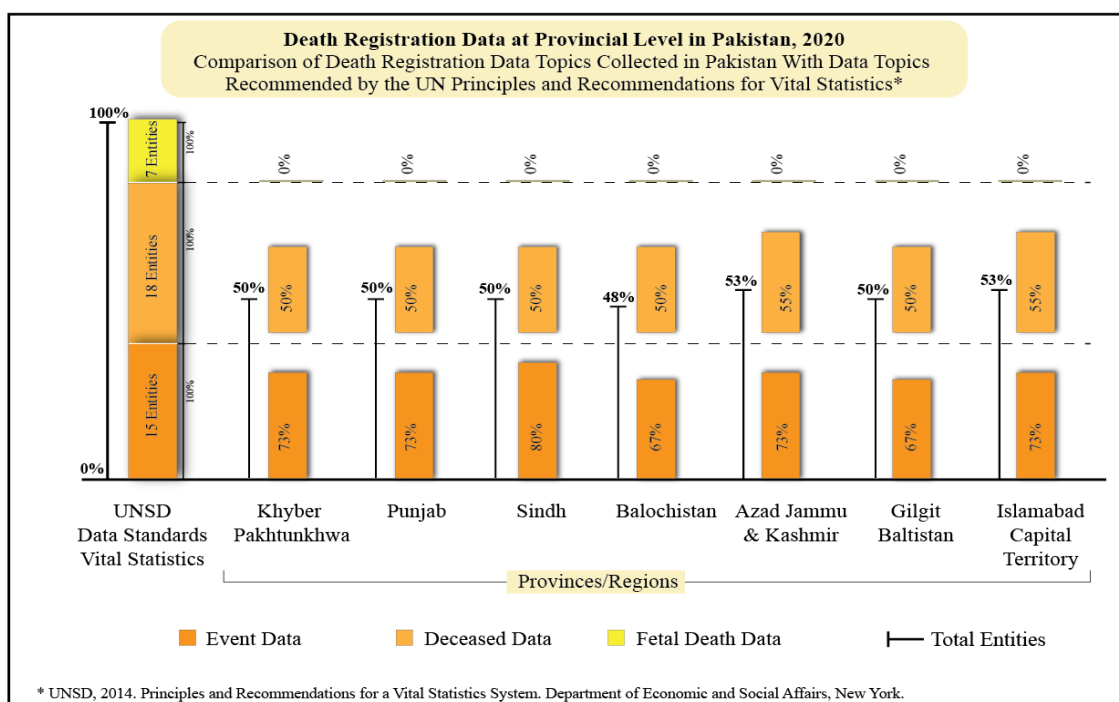 Death Registration Data at Provincial Level in Pakistan, 2020
Comparison of Death Registration Data Topics Collected in Pakistan With Data Topics
Recommended by the UN Principles and Recommendations for Vital Statistics*
100%
7 Entities
100%
18 Entities
100%
15 Entities
100%
0%
0%
0%
0%
0%
0%
0%
0%
50%
50%
50%
48%
53%
50%
53%
50%
50%
50%
50%
55%
50%
55%
73%
73%
80%
67%
73%
67%
73%
UNSD
Data Standards
Vital Statistics
Khyber
Pakhtunkhwa
Punjab
Sindh
Balochistan
Azad Jammu
& Kashmir
Gilgit
Baltistan
Islamabad
Capital
Territory
Provinces/Regions
Event Data
Deceased Data
Fetal Death Data
Total Entities
* UNSD, 2014. Principles and Recommendations for a Vital Statistics System. Department of Economic and Social Affairs, New York.